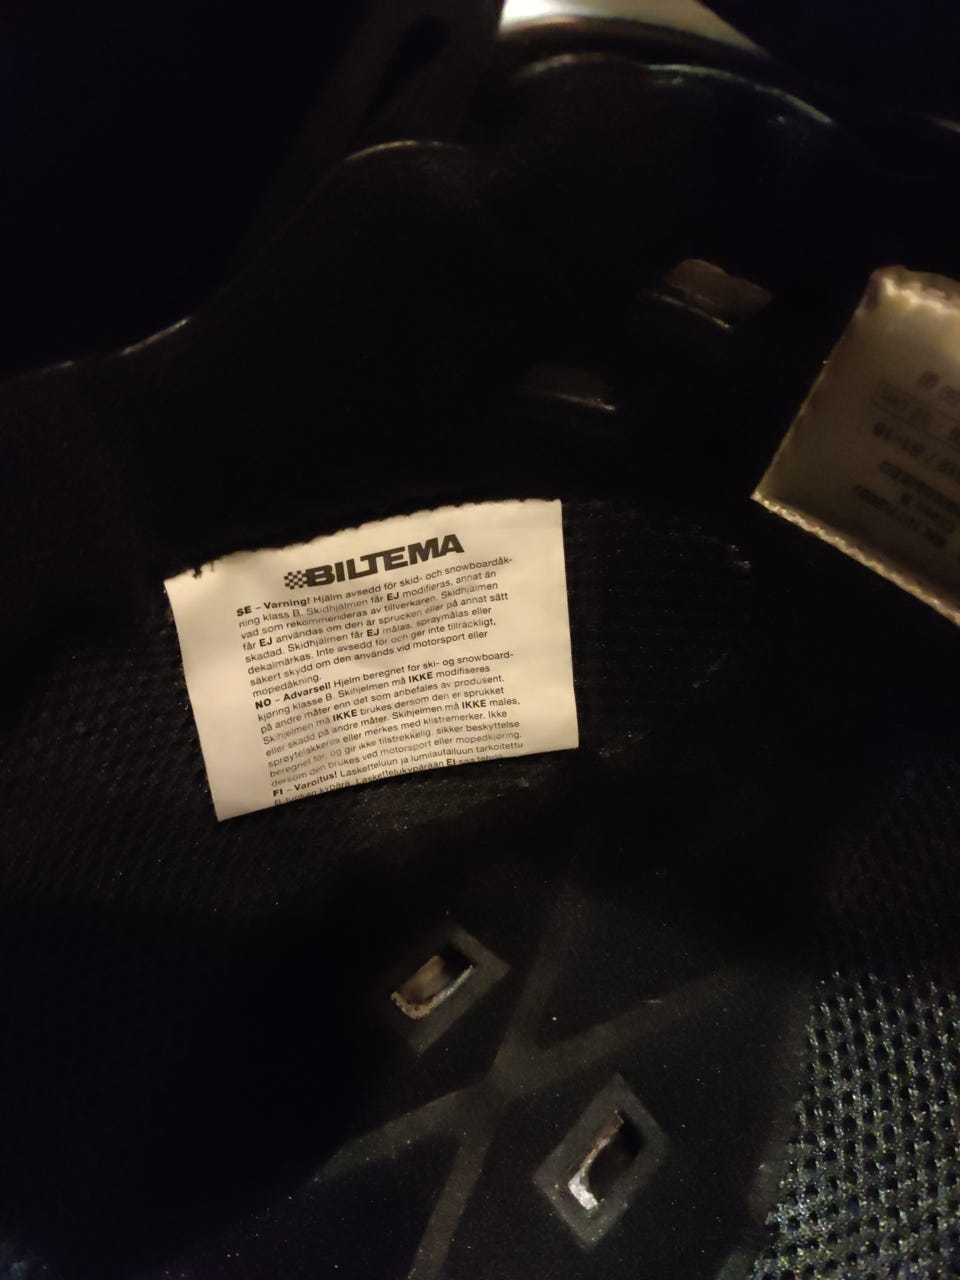 BILTEMA
SE – Varning! Hjälm avsedd för skid- och snowboardåk-
ning klass B. Skidhjälmen får EJ modifieras, annat än
vad som rekommenderas av tillverkaren. Skidhjälmen
får EJ användas om den är sprucken eller på annat sätt
skadad. Skidhjälmen får EJ målas, spraymålas eller
dekalmärkas. Inte avsedd för och ger inte tillräckligt,
säkert skydd om den används vid motorsport eller
mopedåkning.
NO – Advarsel! Hjelm beregnet for ski- og snowboard-
kjøring klasse B. Skihjelmen må IKKE modifiseres
på andre måter enn det som anbefales av produsent.
Skihjelmen må IKKE brukes dersom den er sprukket
eller skadd på andre måter. Skihjelmen må IKKE males,
sprøytelakkeres eller merkes med klistremerker. Ikke
beregnet for, og gir ikke tilstrekkelig, sikker beskyttelse
dersom den brukes ved motorsport eller mopedkjøring.
FI – Varoitus! Lasketteluun ja lumilautailuun tarkoitettu
B-luokan kypärä. Laskettelukypärään EI saa tehdä